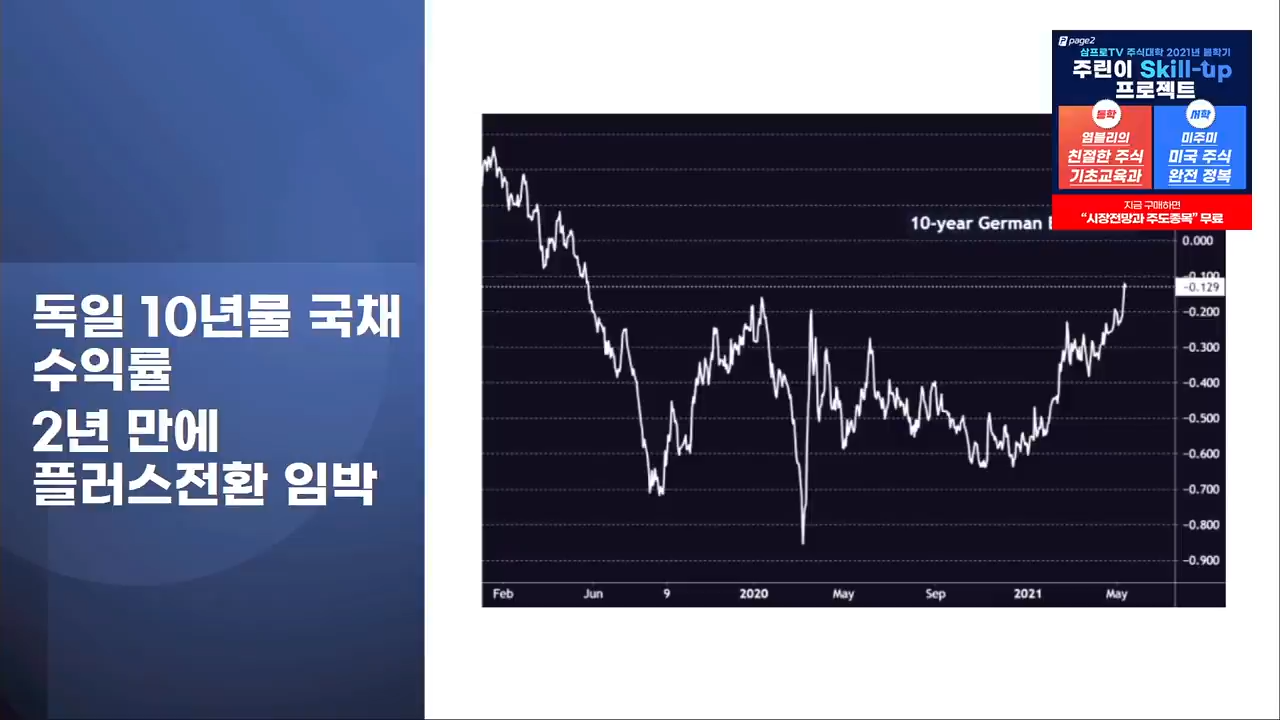 독일 10년물 국채
수익률
2년 만에
플러스전환 임박
page2
삼프로TV 주식대학 2021년 봄학기
주린이 Skill-up
프로젝트
동학
염블리의
친절한 주식
기초교육과
서학
미주미
미국 주식
완전 정복
지금 구매하면
“시장전망과 주도종목” 무료
10-year German
0.000
-0.100
-0.129
-0.200
-0.300
-0.400
-0.500
-0.600
-0.700
-0.800
-0.900
Feb
Jun
9
2020
May
Sep
2021
May